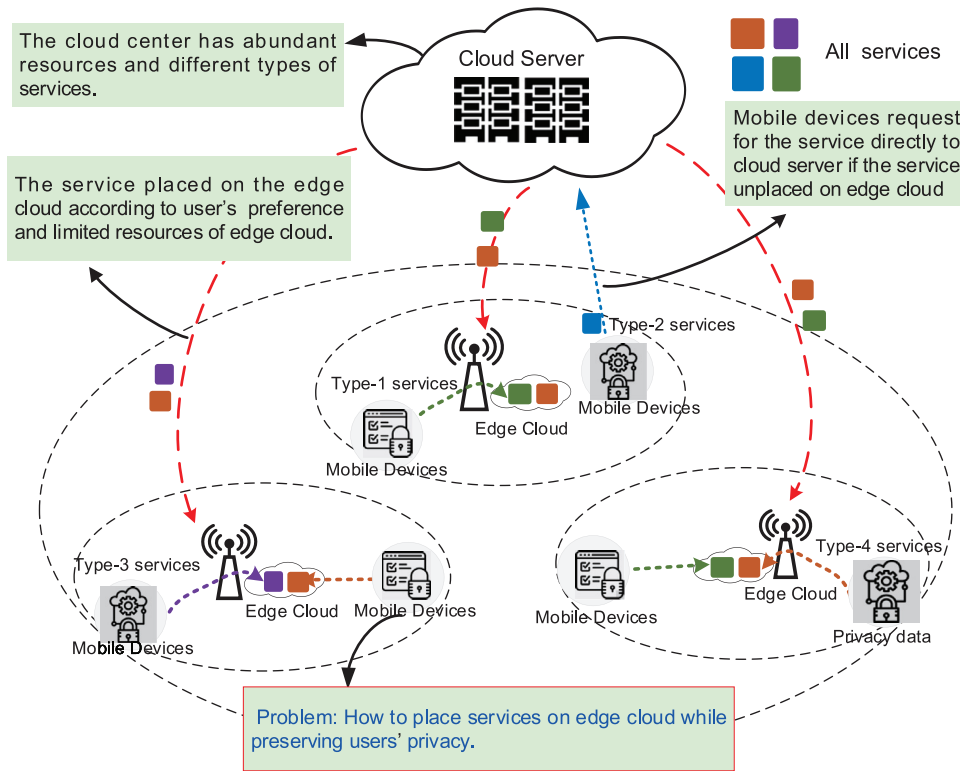 The cloud center has abundant
resources and different types of
services.
Cloud Server
All services
Mobile devices request
for the service directly to
cloud server if the service
unplaced on edge cloud
The service placed on the edge
cloud according to user's preference
and limited resources of edge cloud.
Type-2 services
Type-1 services
Mobile Devices
Edge Cloud
Mobile Devices
Type-3 services
Type-4 services
Edge Cloud
Edge Cloud
Mobile Devices
Mobile Devices
Mobile Devices
Privacy data
Problem: How to place services on edge cloud while
preserving users' privacy.